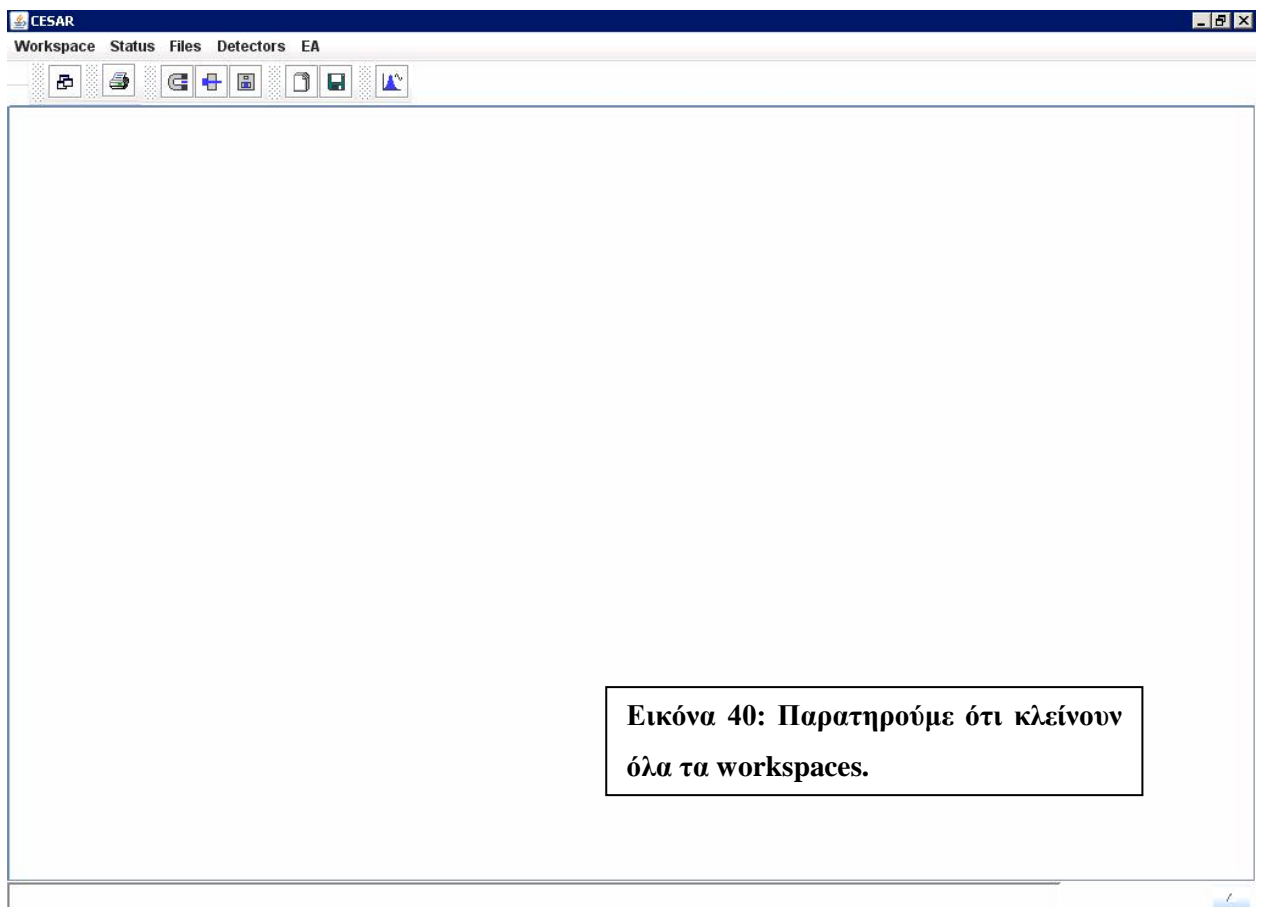 CESAR
Workspace Status Files Detectors EA
Εικόνα 40: Παρατηρούμε ότι κλείνουν
όλα τα workspaces.